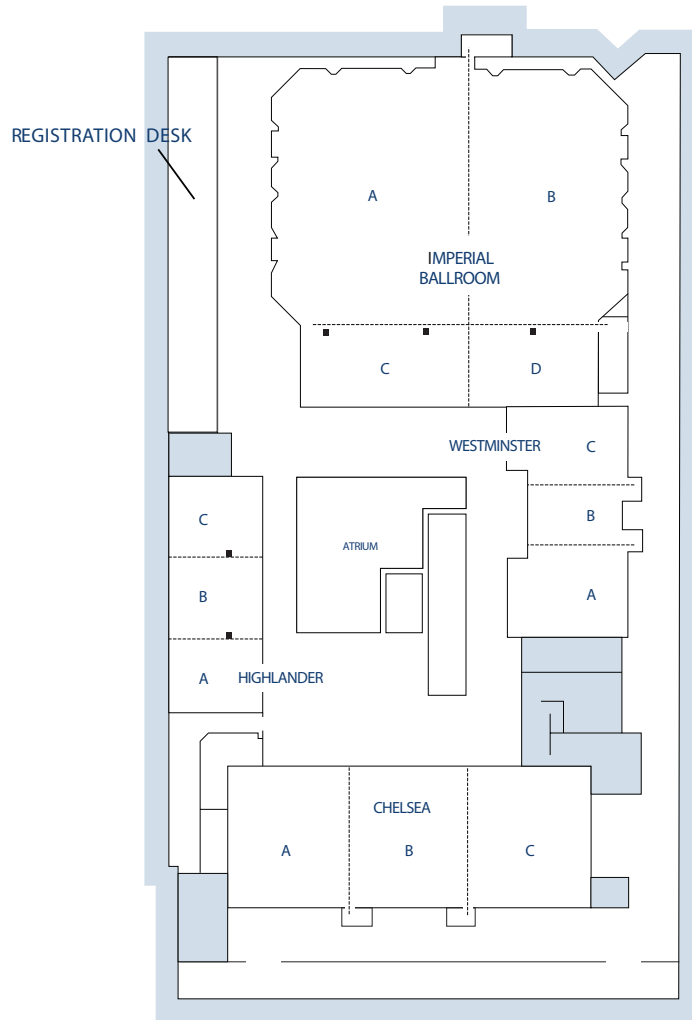 REGISTRATION DESK
A
B
IMPERIAL
BALLROOM
C
D
WESTMINSTER
C
C
B
ATRIUM
B
A
A
HIGHLANDER
CHELSEA
A
B
C